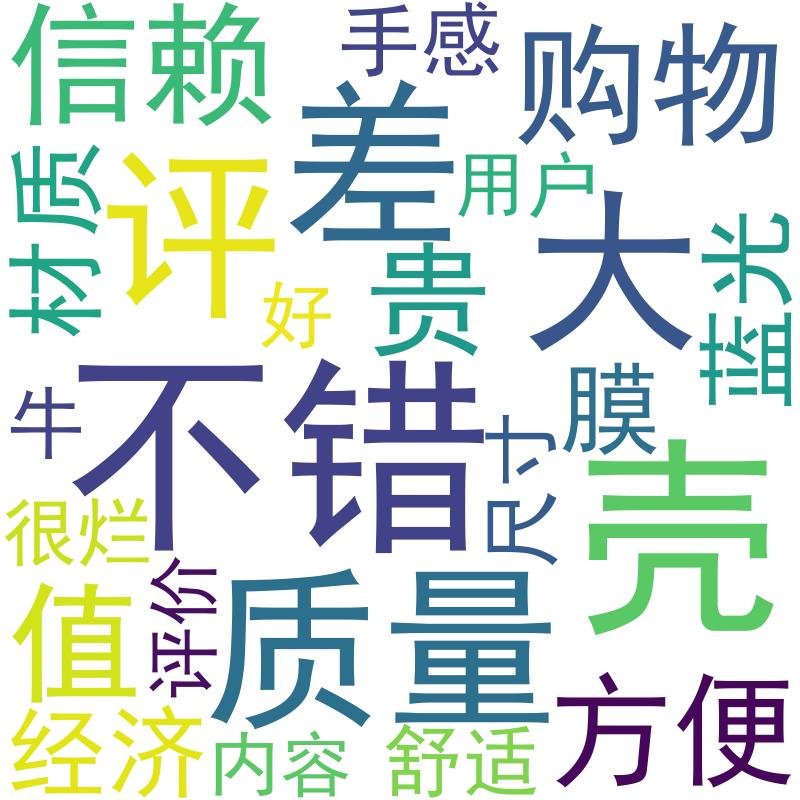 信赖
手感
购物
差
材质
评
用户
大
蓝光
贵
好
不错
膜
牛
尺寸
壳
很烂
评价
值
质量
方便
经济
内容
舒适